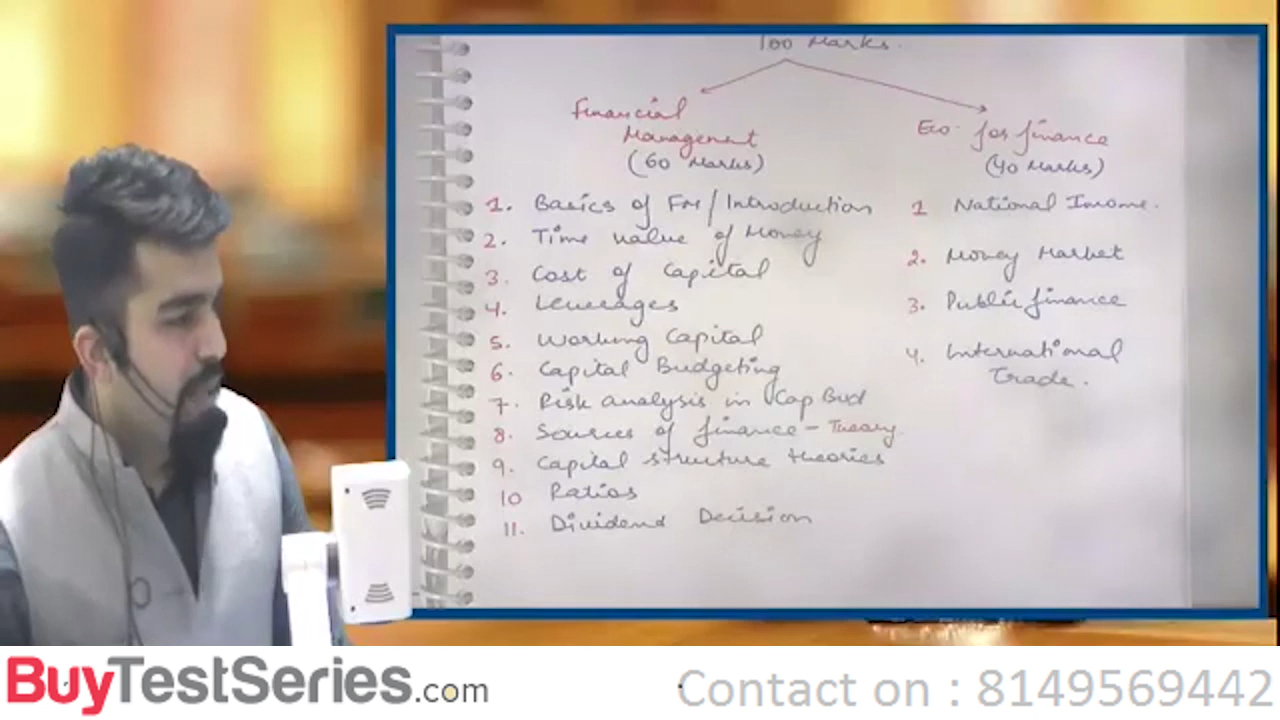 100 Marks.
Financial
Management
(60 Marks)
Eco. for finance
(40 Marks)
1. Basics of FM/Introduction
2. Time value of Money
3. Cost of Capital
4. Leverages
5. Working Capital
6. Capital Budgeting
7. Risk analysis in Cap Bud
8. Sources of finance - Theory.
9. Capital structure theories
10 Ratios
11. Dividend Decision
1 National Income.
2. Money Market
3. Public finance
4. International
Trade.
BuyTestSeries.com
Contact on : 8149569442